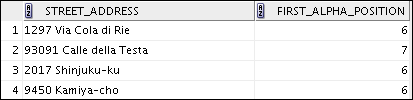 STREET_ADDRESS FIRST_ALPHA_POSITION
1 1297 Via Cola di Rie 6
2 93091 Calle della Testa 7
3 2017 Shinjuku-ku 6
4 9450 Kamiya-cho 6